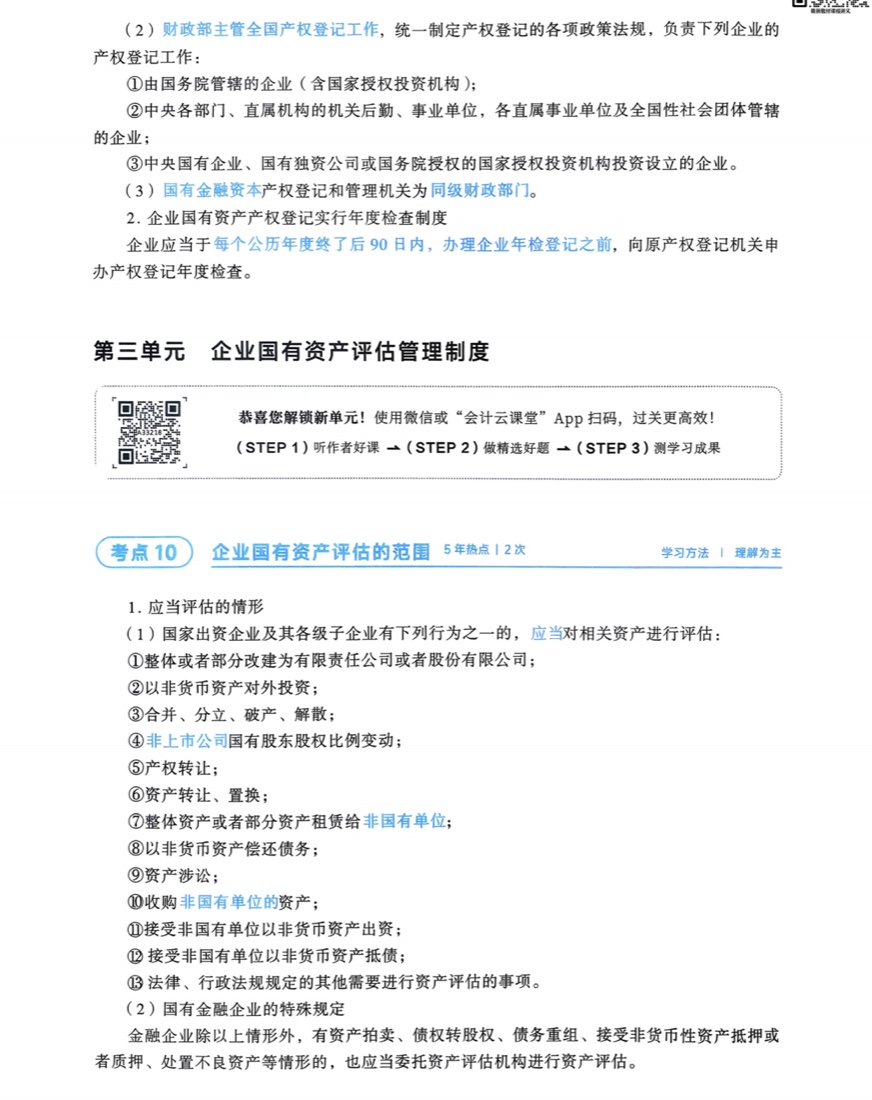 （2）财政部主管全国产权登记工作，统一制定产权登记的各项政策法规，负责下列企业的
产权登记工作：
①由国务院管辖的企业（含国家授权投资机构）；
②中央各部门、直属机构的机关后勤、事业单位，各直属事业单位及全国性社会团体管辖
的企业；
③中央国有企业、国有独资公司或国务院授权的国家授权投资机构投资设立的企业。
（3）国有金融资本产权登记和管理机关为同级财政部门。
2. 企业国有资产产权登记实行年度检查制度
企业应当于每个公历年度终了后 90 日内，办理企业年检登记之前，向原产权登记机关申
办产权登记年度检查。
第三单元 企业国有资产评估管理制度
恭喜您解锁新单元！使用微信或“会计云课堂”App 扫码，过关更高效！
（STEP 1）听作者好课 ⇀（STEP 2）做精选好题 ⇀（STEP 3）测学习成果
考点 10 企业国有资产评估的范围 5 年热点 | 2 次 学习方法 | 理解为主
1. 应当评估的情形
（1）国家出资企业及其各级子企业有下列行为之一的，应当对相关资产进行评估：
①整体或者部分改建为有限责任公司或者股份有限公司；
②以非货币资产对外投资；
③合并、分立、破产、解散；
④非上市公司国有股东股权比例变动；
⑤产权转让；
⑥资产转让、置换；
⑦整体资产或者部分资产租赁给非国有单位；
⑧以非货币资产偿还债务；
⑨资产涉讼；
⑩收购非国有单位的资产；
⑪接受非国有单位以非货币资产出资；
⑫ 接受非国有单位以非货币资产抵债；
⑬ 法律、行政法规规定的其他需要进行资产评估的事项。
（2）国有金融企业的特殊规定
金融企业除以上情形外，有资产拍卖、债权转股权、债务重组、接受非货币性资产抵押或
者质押、处置不良资产等情形的，也应当委托资产评估机构进行资产评估。